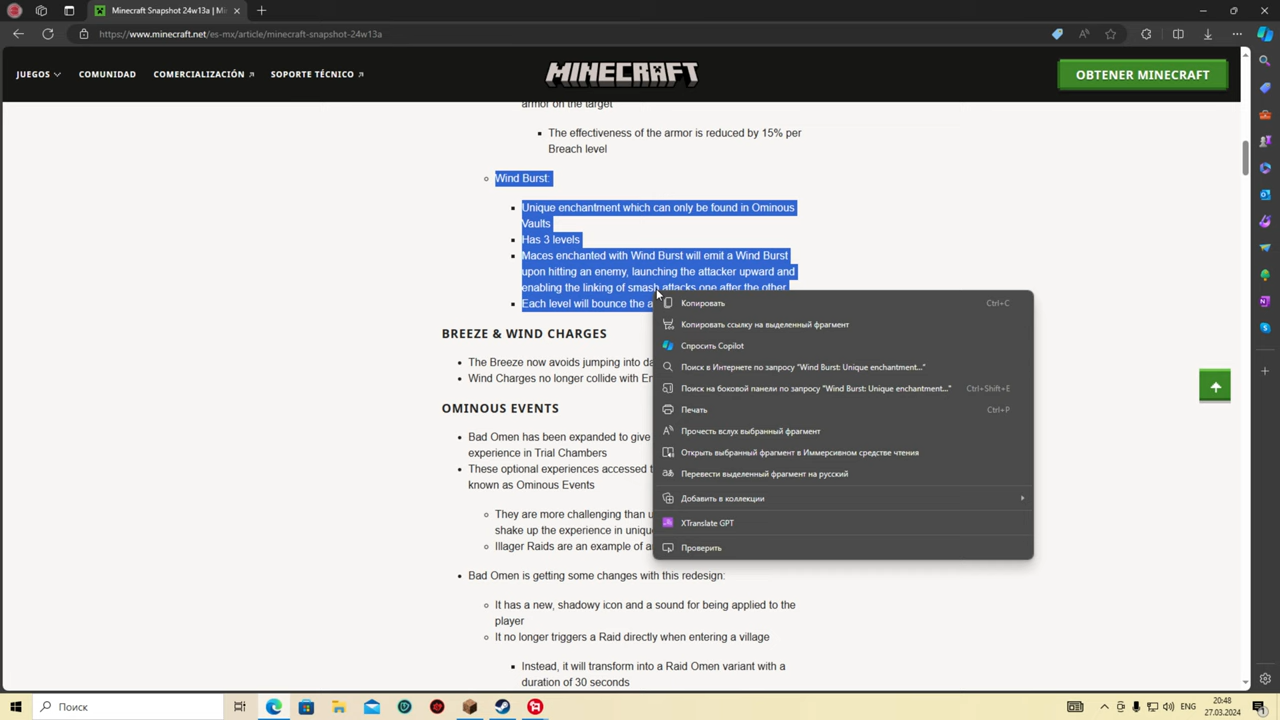 Minecraft Snapshot 24w13a | Mi
https://www.minecraft.net/es-mx/article/minecraft-snapshot-24w13a
JUEGOS
COMUNIDAD
COMERCIALIZACIÓN
SOPORTE TÉCNICO
MINECRAFT
OBTENER MINECRAFT
armor on the target
The effectiveness of the armor is reduced by 15% per
Breach level
Wind Burst:
Unique enchantment which can only be found in Ominous
Vaults
Has 3 levels
Maces enchanted with Wind Burst will emit a Wind Burst
upon hitting an enemy, launching the attacker upward and
enabling the linking of smash attacks one after the other
Each level will bounce the a
BREEZE & WIND CHARGES
The Breeze now avoids jumping into da
Wind Charges no longer collide with En
OMINOUS EVENTS
Bad Omen has been expanded to give
experience in Trial Chambers
These optional experiences accessed t
known as Ominous Events
They are more challenging than u
shake up the experience in uniqu
Illager Raids are an example of a
Bad Omen is getting some changes with this redesign:
It has a new, shadowy icon and a sound for being applied to the
player
It no longer triggers a Raid directly when entering a village
Instead, it will transform into a Raid Omen variant with a
duration of 30 seconds
Копировать Ctrl+C
Копировать ссылку на выделенный фрагмент
Спросить Copilot
Поиск в Интернете по запросу "Wind Burst: Unique enchantment..."
Поиск на боковой панели по запросу "Wind Burst: Unique enchantment..." Ctrl+Shift+E
Печать Ctrl+P
Прочесть вслух выбранный фрагмент
Открыть выбранный фрагмент в Иммерсивном средстве чтения
Перевести выделенный фрагмент на русский
Добавить в коллекции
XTranslate GPT
Проверить
Поиск
ENG
20:48
27.03.2024